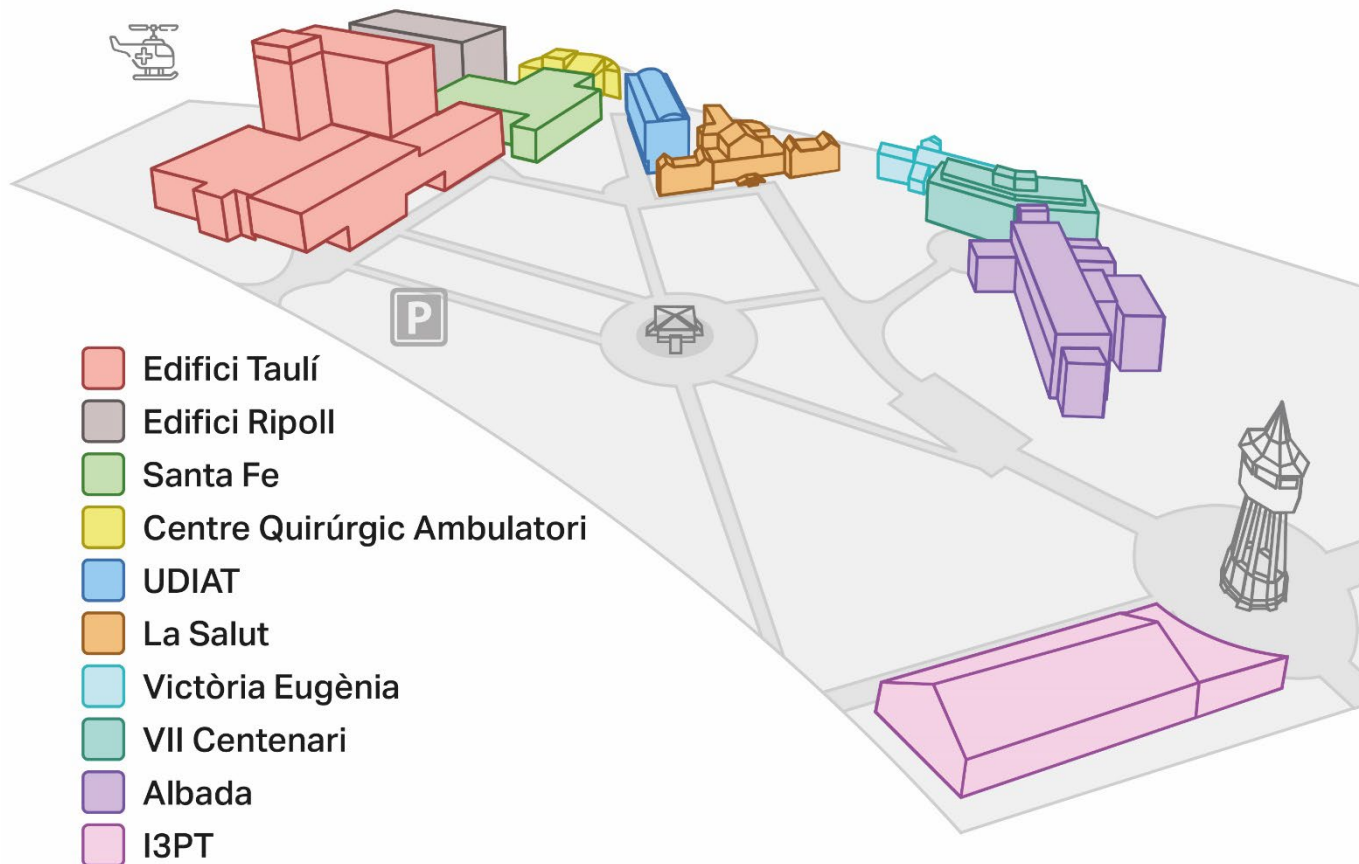 P
Edifici Taulí
Edifici Ripoll
Santa Fe
Centre Quirúrgic Ambulatori
UDIAT
La Salut
Victòria Eugènia
VII Centenari
Albada
I3PT